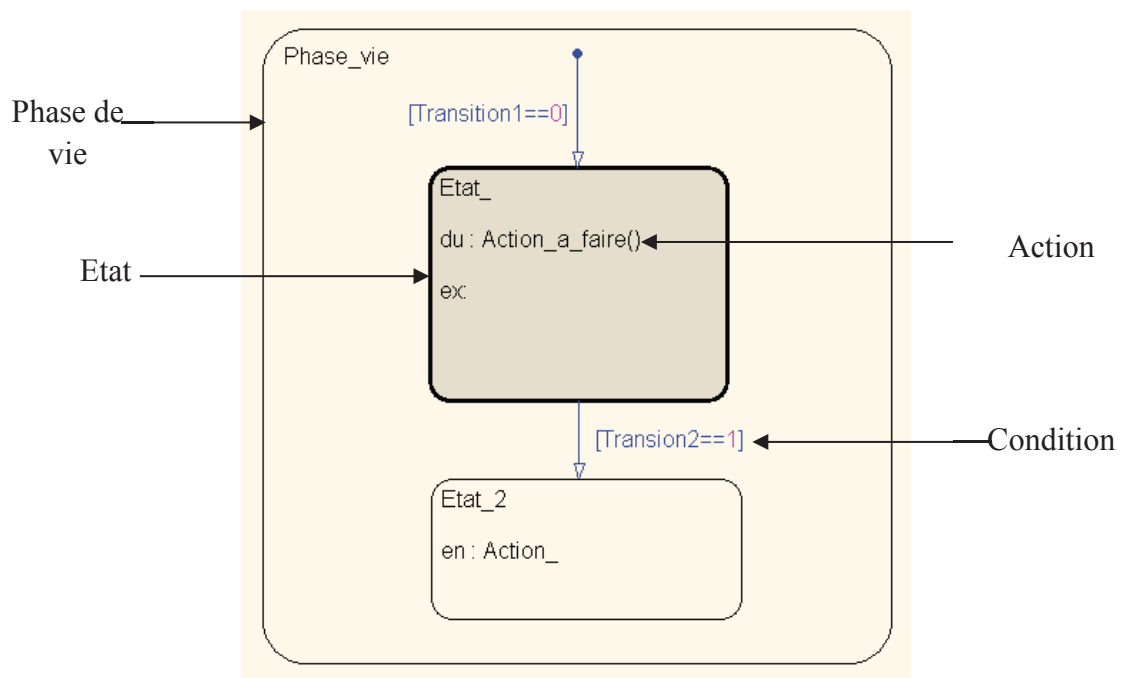 Phase_vie
[Transition1==0]
Phase de
vie
Etat_
du : Action_a_faire()
Action
Etat
ex:
[Transion2==1]
Condition
Etat_2
en : Action_